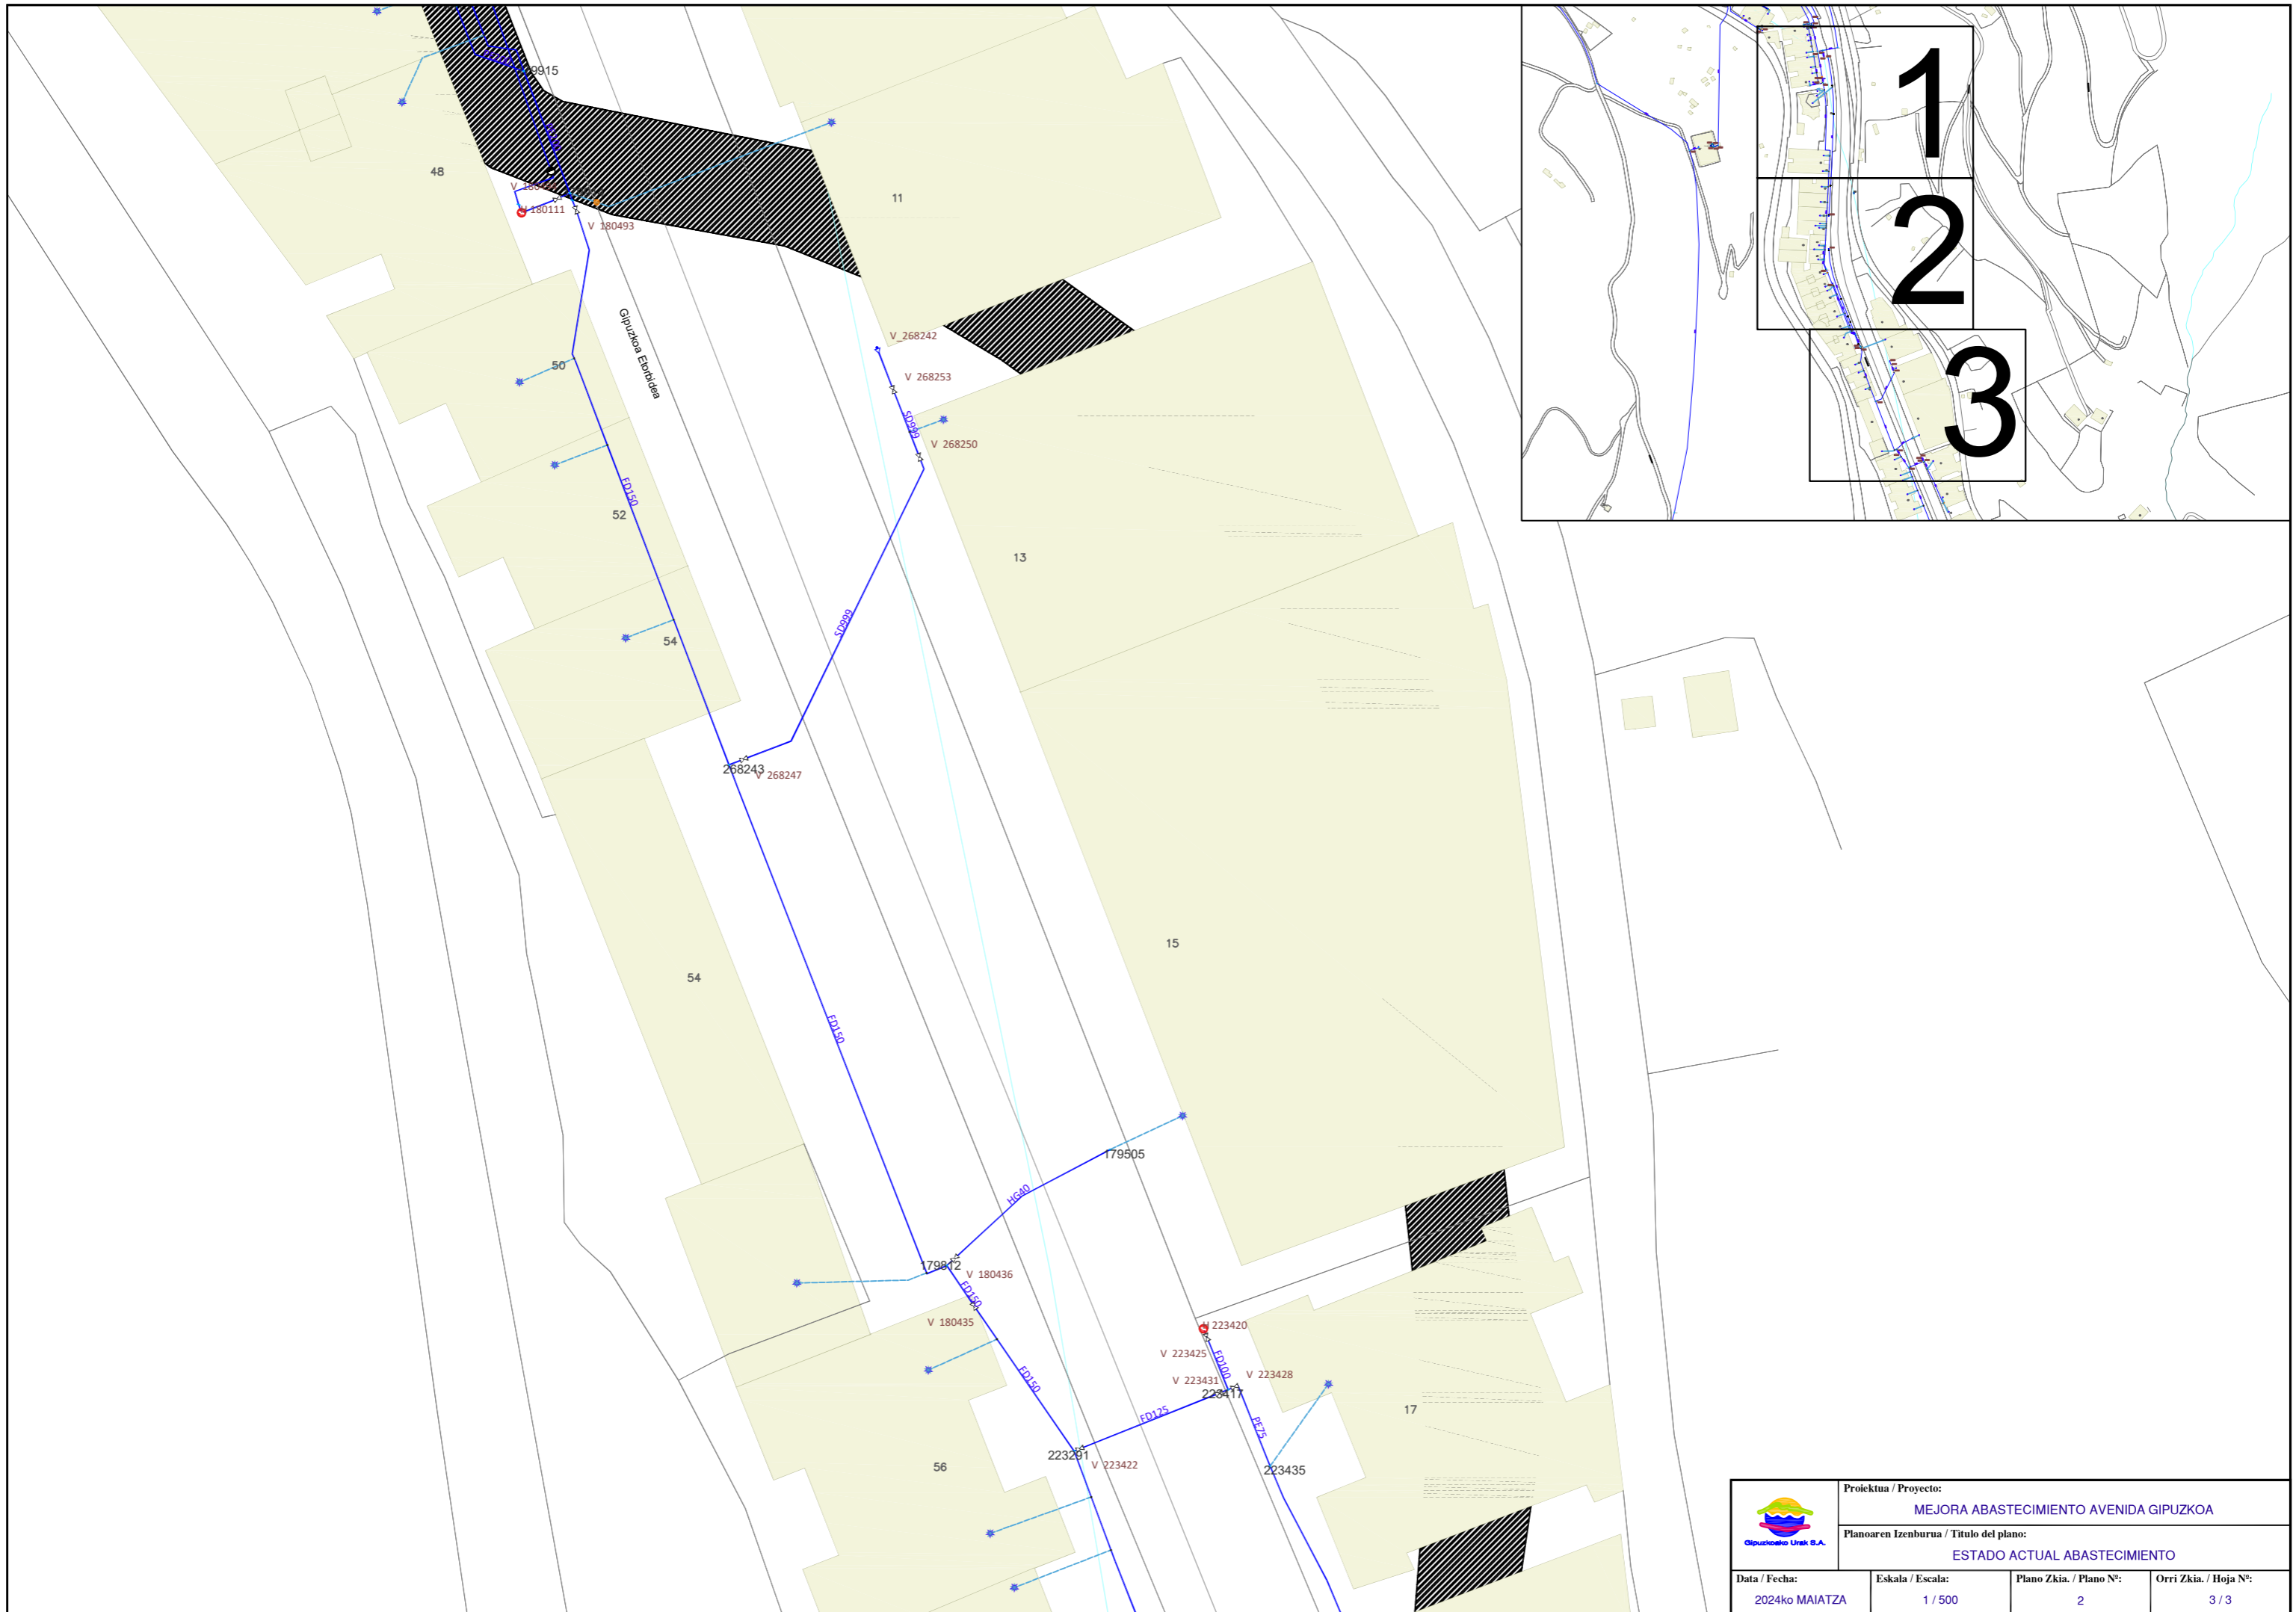 V 180111
V 180493
48
11
50
Gipuzkoa Etorbidea
V_268242
V 268253
SD999
V 268250
FD150
52
13
SD999
54
268243
V 268247
15
54
FD150
179505
HG40
179812
V 180436
FD150
V 180435
223420
V 223425
FD100
V 223428
V 223431
223417
FD150
FD125
PE75
17
223291
V 223422
223435
56
1
2
3
Proiektua / Proyecto:
MEJORA ABASTECIMIENTO AVENIDA GIPUZKOA
Planoaren Izenburua / Titulo del plano:
ESTADO ACTUAL ABASTECIMIENTO
Gipuzkoako Urak S.A.
Data / Fecha:
2024ko MAIATZA
Eskala / Escala:
1 / 500
Plano Zkia. / Plano Nº:
2
Orri Zkia. / Hoja Nº:
3 / 3